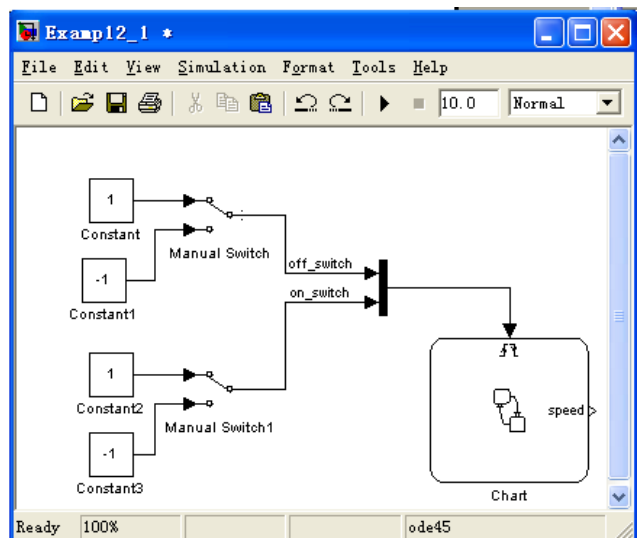 Examp12_1 *
File Edit View Simulation Format Tools Help
10.0 Normal
1
Constant
Manual Switch
-1
Constant1
off_switch
on_switch
1
Constant2
Manual Switch1
-1
Constant3
speed
Chart
Ready 100% ode45